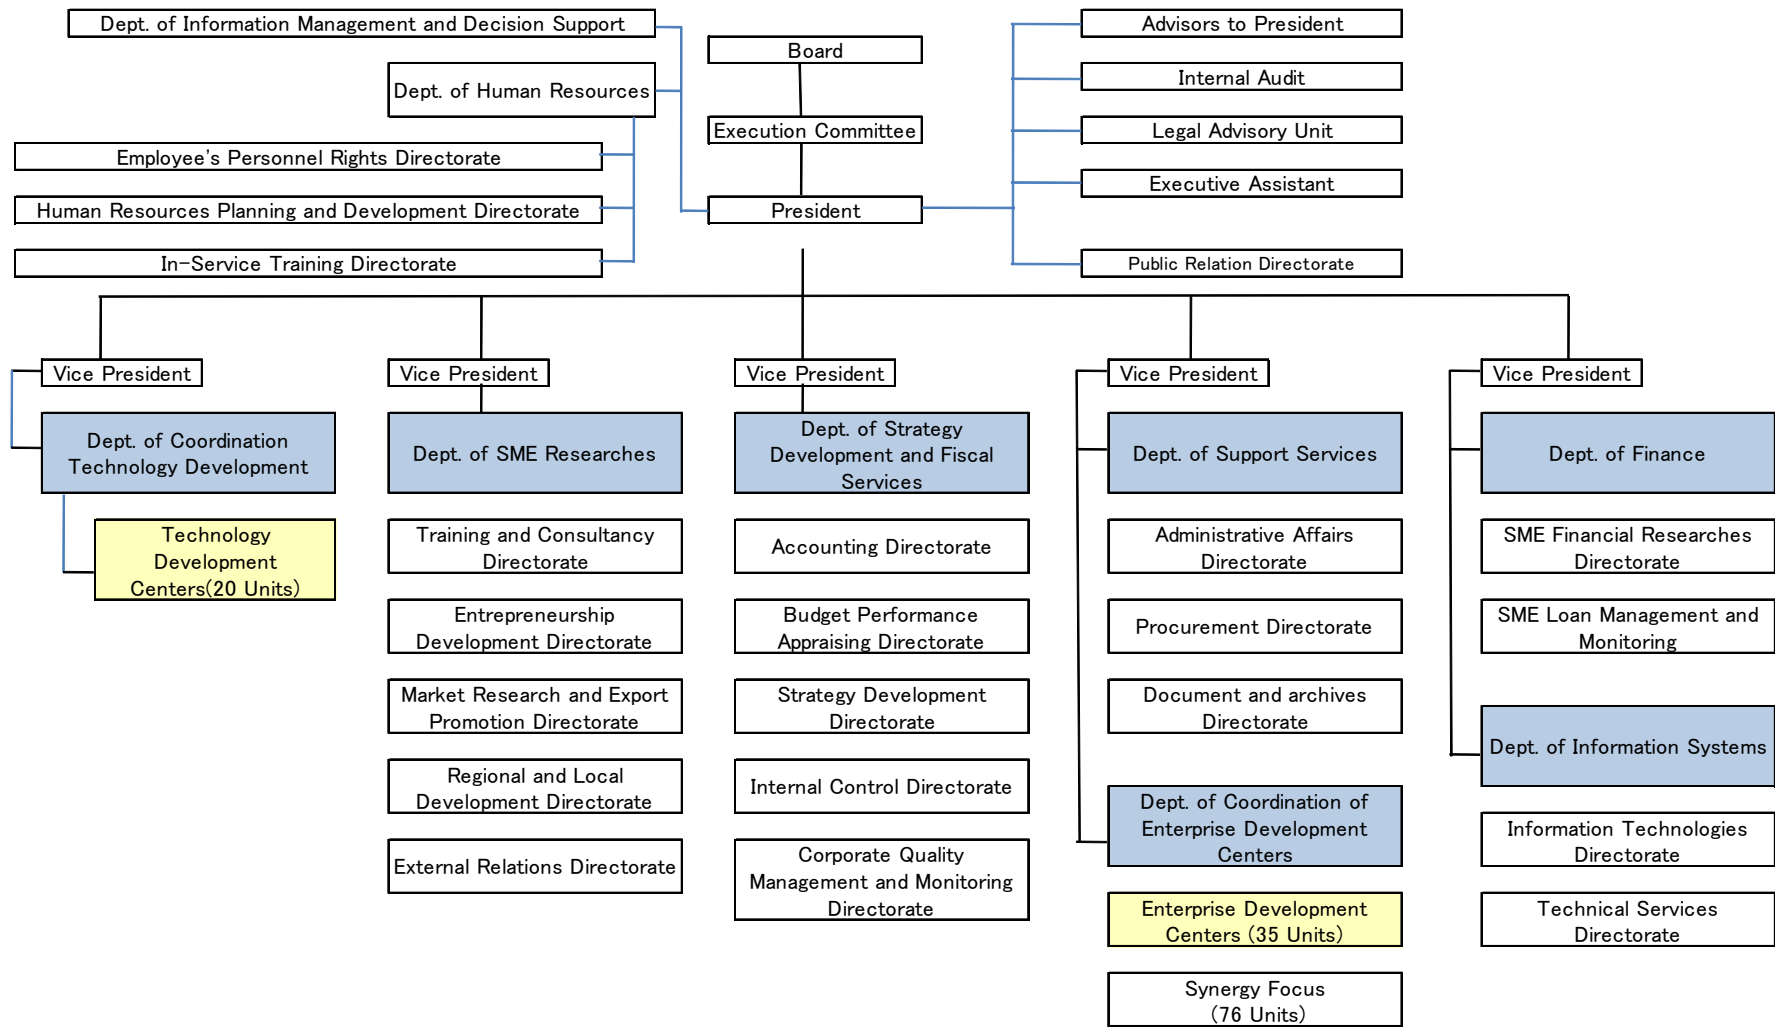 Dept. of Information Management and Decision Support
Advisors to President
Board
Dept. of Human Resources
Internal Audit
Execution Committee
Legal Advisory Unit
Employee's Personnel Rights Directorate
Executive Assistant
Human Resources Planning and Development Directorate
President
In-Service Training Directorate
Public Relation Directorate
Vice President
Vice President
Vice President
Vice President
Vice President
Dept. of Coordination
Technology Development
Technology
Development
Centers(20 Units)
Dept. of SME Researches
Training and Consultancy
Directorate
Entrepreneurship
Development Directorate
Market Research and Export
Promotion Directorate
Regional and Local
Development Directorate
External Relations Directorate
Dept. of Strategy
Development and Fiscal
Services
Accounting Directorate
Budget Performance
Appraising Directorate
Strategy Development
Directorate
Internal Control Directorate
Corporate Quality
Management and Monitoring
Directorate
Dept. of Support Services
Administrative Affairs
Directorate
Procurement Directorate
Document and archives
Directorate
Dept. of Coordination of
Enterprise Development
Centers
Enterprise Development
Centers (35 Units)
Synergy Focus
(76 Units)
Dept. of Finance
SME Financial Researches
Directorate
SME Loan Management and
Monitoring
Dept. of Information Systems
Information Technologies
Directorate
Technical Services
Directorate